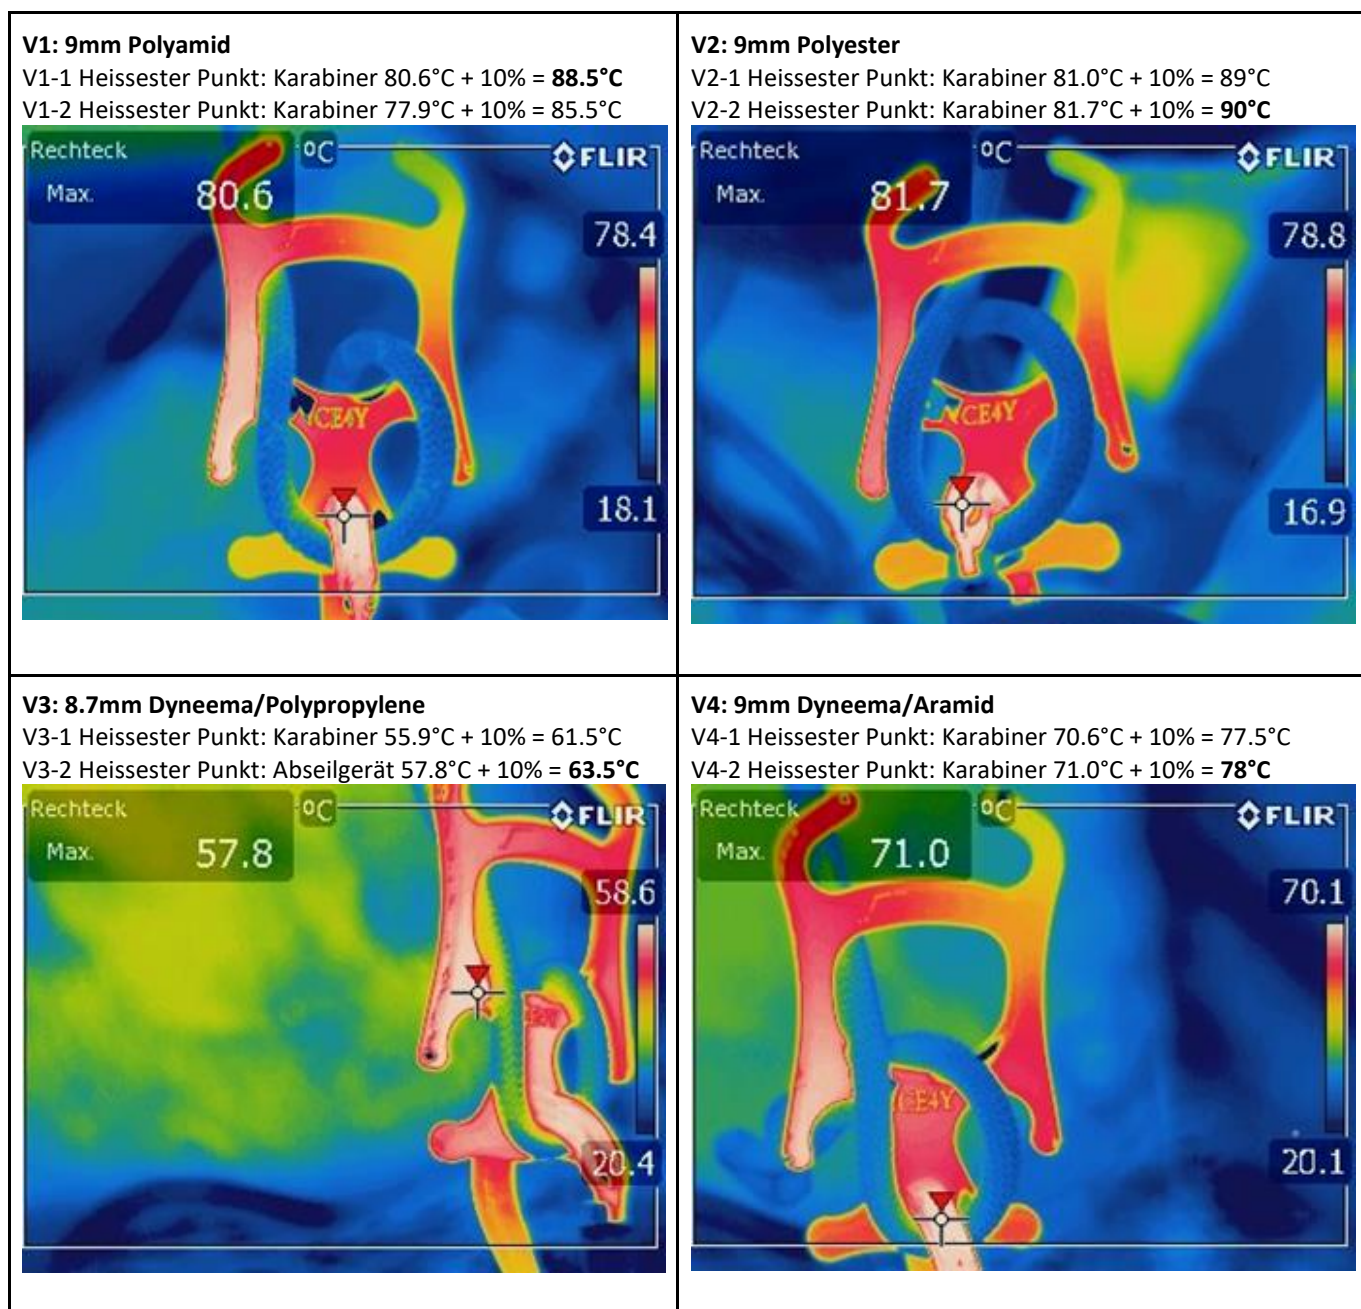 V1: 9mm Polyamid
V1-1 Heissester Punkt: Karabiner 80.6°C + 10% = 88.5°C
V1-2 Heissester Punkt: Karabiner 77.9°C + 10% = 85.5°C
Rechteck °C FLIR
Max. 80.6
78.4
CE4Y
18.1
V2: 9mm Polyester
V2-1 Heissester Punkt: Karabiner 81.0°C + 10% = 89°C
V2-2 Heissester Punkt: Karabiner 81.7°C + 10% = 90°C
Rechteck °C FLIR
Max. 81.7
78.8
CE4Y
16.9
V3: 8.7mm Dyneema/Polypropylene
V3-1 Heissester Punkt: Karabiner 55.9°C + 10% = 61.5°C
V3-2 Heissester Punkt: Abseilgerät 57.8°C + 10% = 63.5°C
Rechteck °C FLIR
Max. 57.8
58.6
20.4
V4: 9mm Dyneema/Aramid
V4-1 Heissester Punkt: Karabiner 70.6°C + 10% = 77.5°C
V4-2 Heissester Punkt: Karabiner 71.0°C + 10% = 78°C
Rechteck °C FLIR
Max. 71.0
70.1
CE4Y
20.1